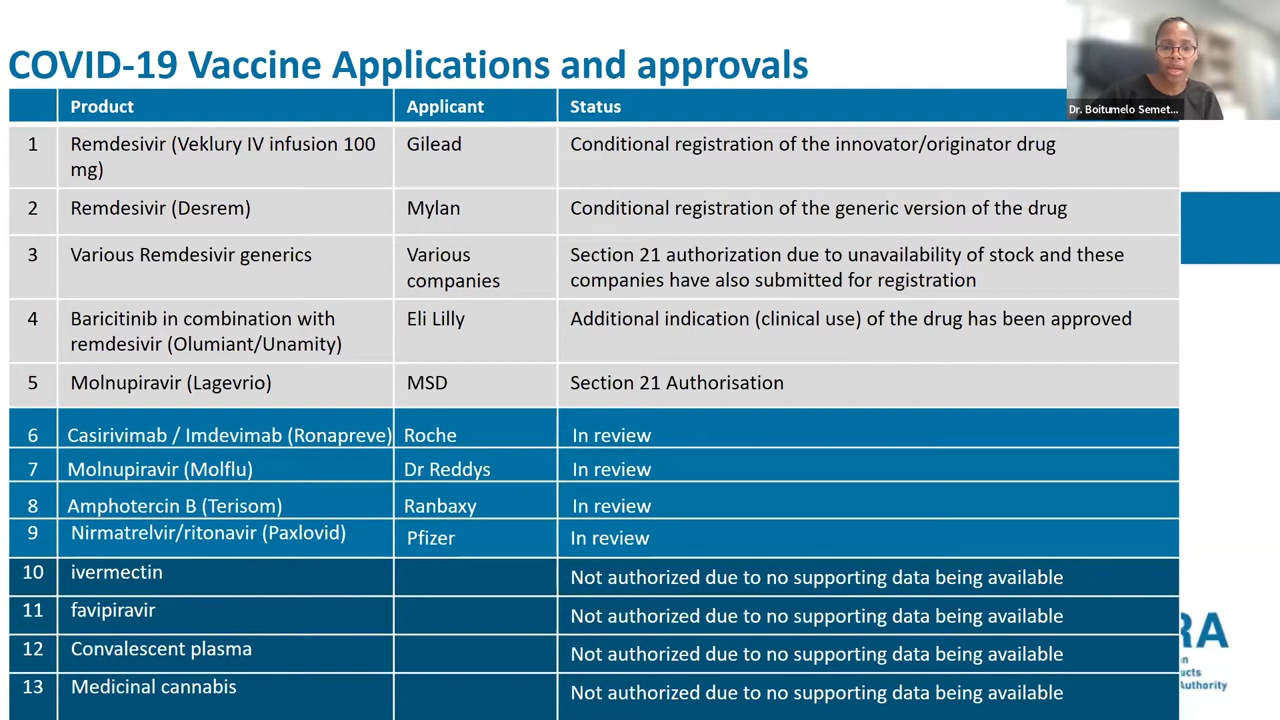 COVID-19 Vaccine Applications and approvals
Dr. Boitumelo Semet...
Product Applicant Status
1 Remdesivir (Veklury IV infusion 100 Gilead Conditional registration of the innovator/originator drug
mg)
2 Remdesivir (Desrem) Mylan Conditional registration of the generic version of the drug
3 Various Remdesivir generics Various Section 21 authorization due to unavailability of stock and these
companies companies have also submitted for registration
4 Baricitinib in combination with Eli Lilly Additional indication (clinical use) of the drug has been approved
remdesivir (Olumiant/Unamity)
5 Molnupiravir (Lagevrio) MSD Section 21 Authorisation
6 Casirivimab / Imdevimab (Ronapreve) Roche In review
7 Molnupiravir (Molflu) Dr Reddys In review
8 Amphotercin B (Terisom) Ranbaxy In review
9 Nirmatrelvir/ritonavir (Paxlovid) Pfizer In review
10 ivermectin Not authorized due to no supporting data being available
11 favipiravir Not authorized due to no supporting data being available
12 Convalescent plasma Not authorized due to no supporting data being available
13 Medicinal cannabis Not authorized due to no supporting data being available
RA
n
ucts
Authority